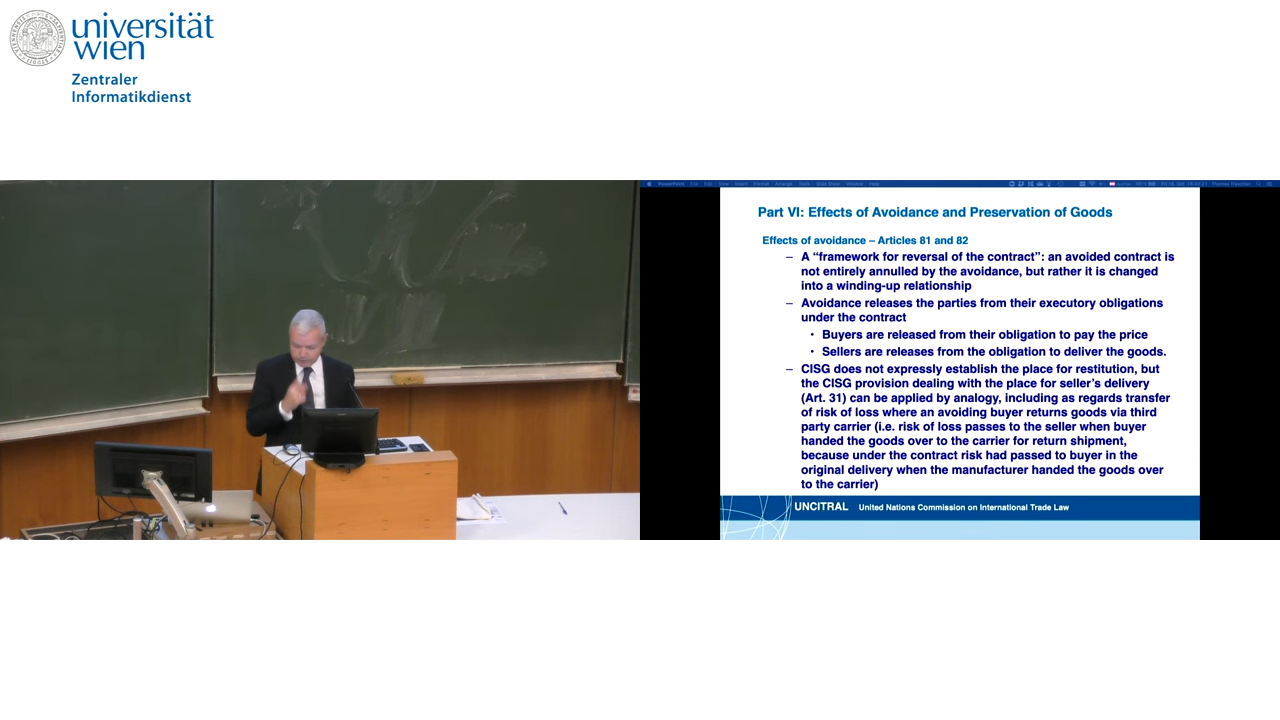 universität
wien
Zentraler
Informatikdienst
Part VI: Effects of Avoidance and Preservation of Goods
Effects of avoidance – Articles 81 and 82
– A “framework for reversal of the contract”: an avoided contract is
not entirely annulled by the avoidance, but rather it is changed
into a winding-up relationship
– Avoidance releases the parties from their executory obligations
under the contract
• Buyers are released from their obligation to pay the price
• Sellers are releases from the obligation to deliver the goods.
– CISG does not expressly establish the place for restitution, but
the CISG provision dealing with the place for seller’s delivery
(Art. 31) can be applied by analogy, including as regards transfer
of risk of loss where an avoiding buyer returns goods via third
party carrier (i.e. risk of loss passes to the seller when buyer
handed the goods over to the carrier for return shipment,
because under the contract risk had passed to buyer in the
original delivery when the manufacturer handed the goods over
to the carrier)
UNCITRAL United Nations Commission on International Trade Law